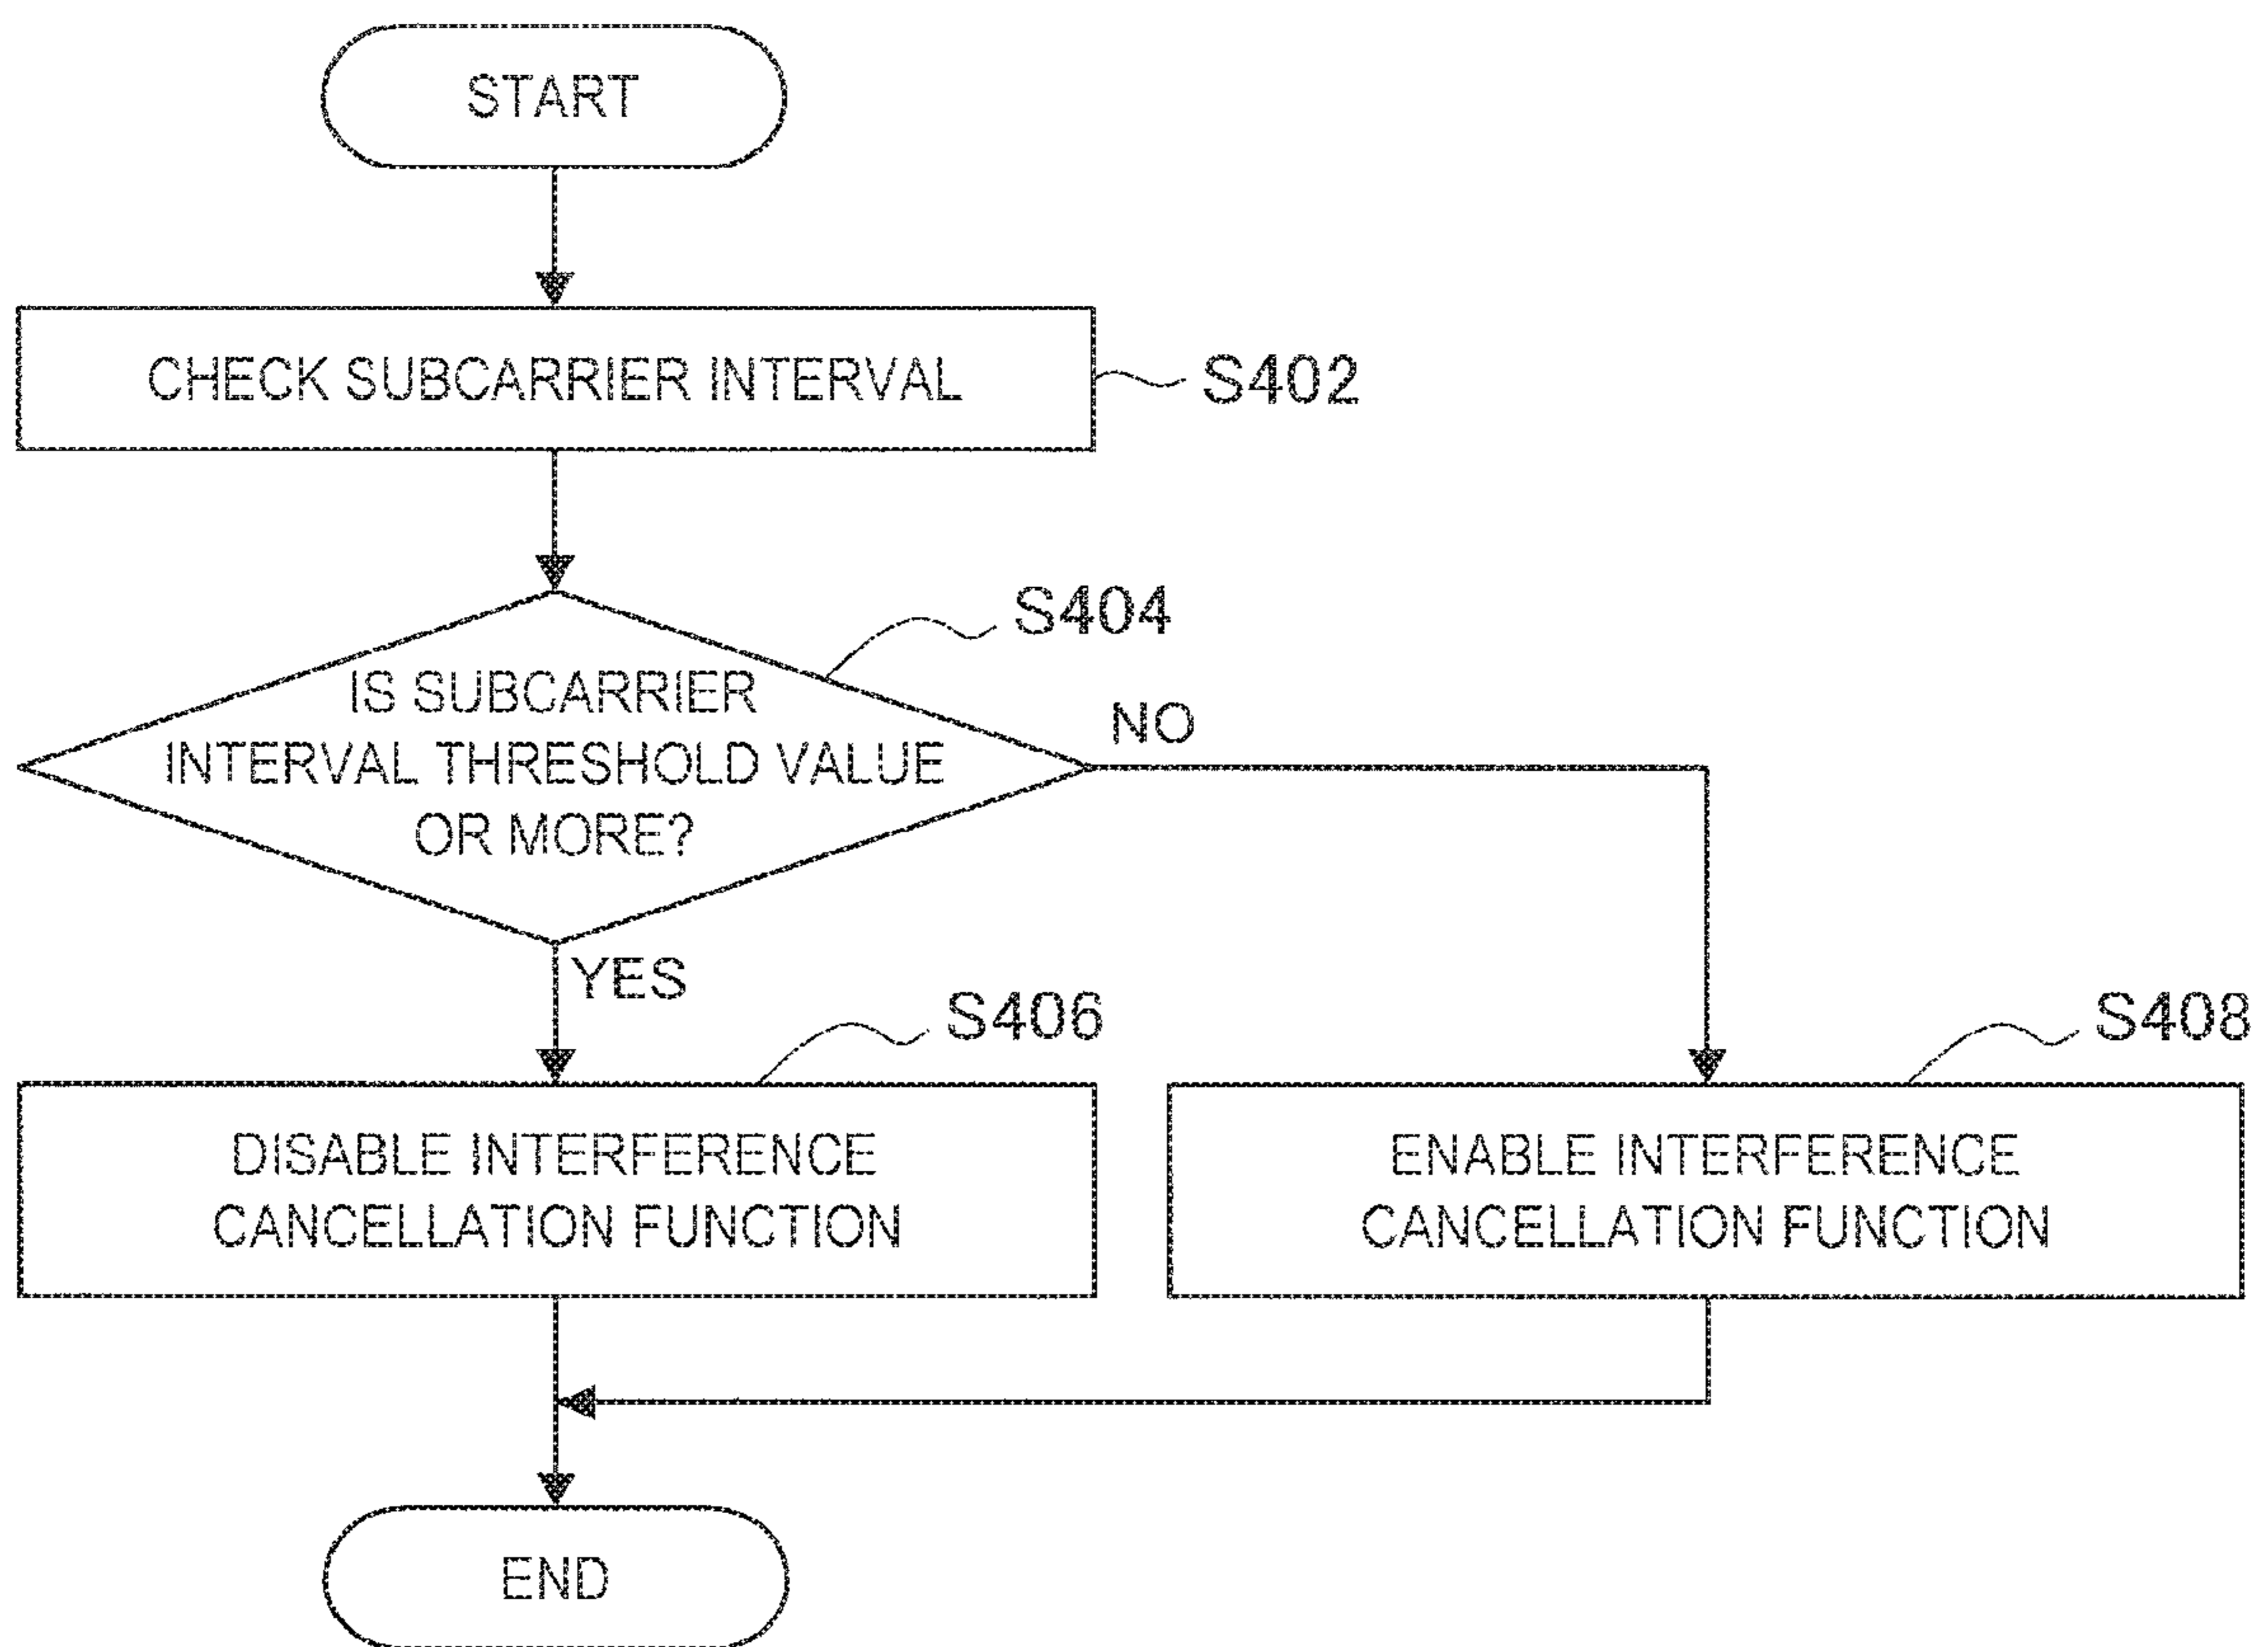 START
CHECK SUBCARRIER INTERVAL
S402
S404
IS SUBCARRIER
INTERVAL THRESHOLD VALUE
OR MORE?
NO
YES
S406
S408
DISABLE INTERFERENCE
CANCELLATION FUNCTION
ENABLE INTERFERENCE
CANCELLATION FUNCTION
END